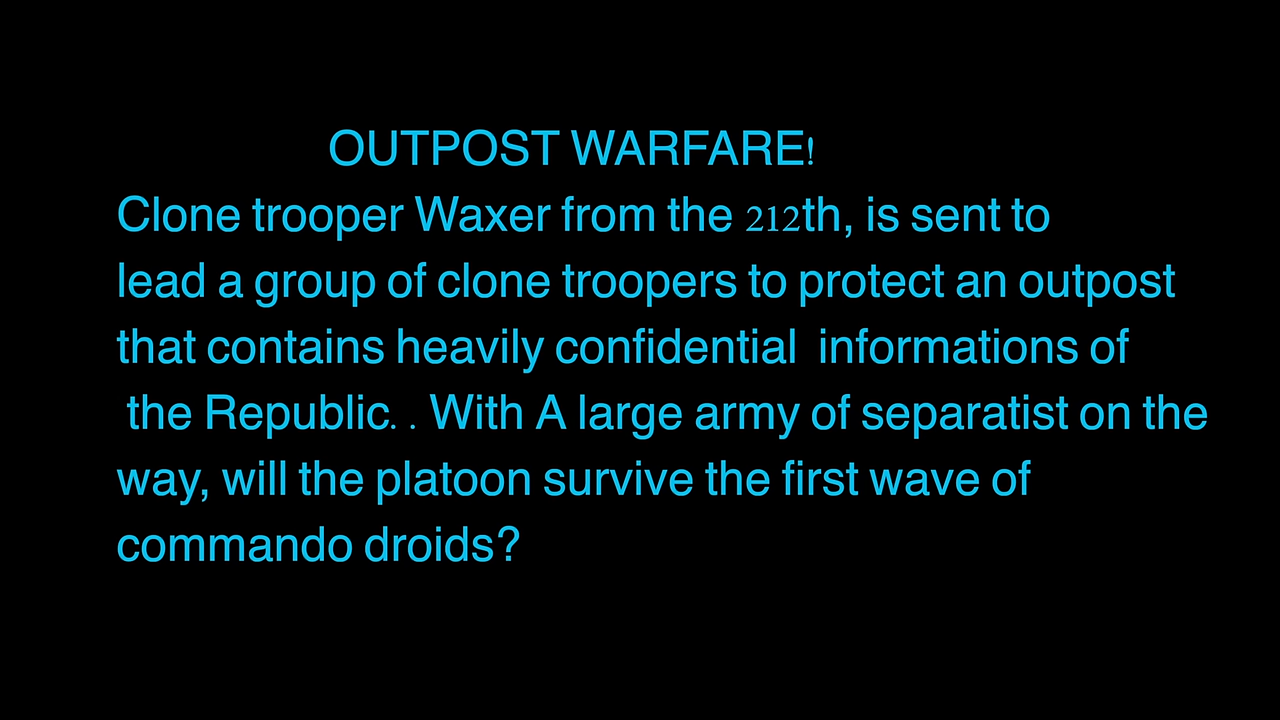 OUTPOST WARFARE!
Clone trooper Waxer from the 212th, is sent to
lead a group of clone troopers to protect an outpost
that contains heavily confidential  informations of
the Republic. . With A large army of separatist on the
way, will the platoon survive the first wave of
commando droids?